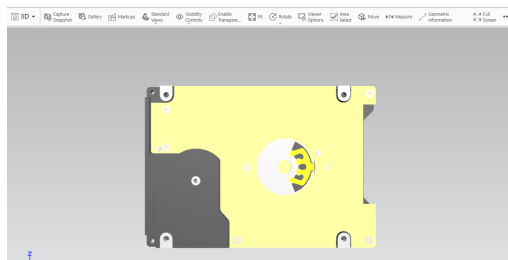 3D
Capture
Snapshot
Gallery
Markups
Standard
Views
Visibility
Controls
Enable
Transpare...
Fit
Rotate
Viewer
Options
Area
Select
Move
Measure
Geometric
Information
Full
Screen
Z